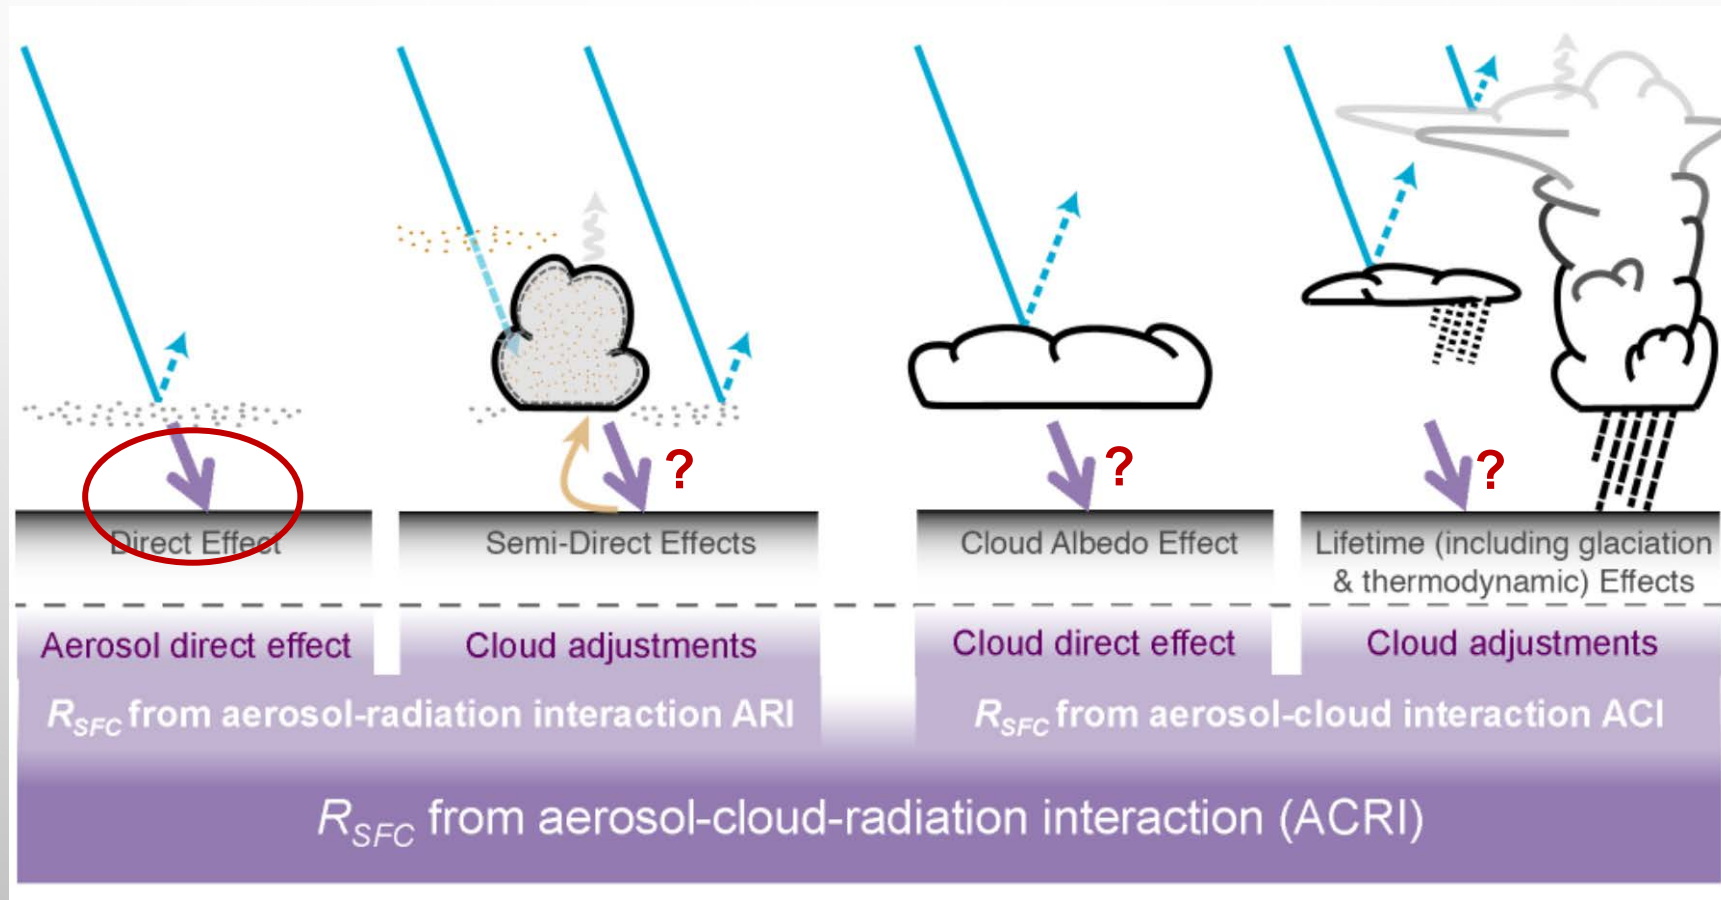 ?
?
?
Direct Effect
Semi-Direct Effects
Cloud Albedo Effect
Lifetime (including glaciation
& thermodynamic) Effects
Aerosol direct effect
Cloud adjustments
Cloud direct effect
Cloud adjustments
RSFC from aerosol-radiation interaction ARI
RSFC from aerosol-cloud interaction ACI
RSFC from aerosol-cloud-radiation interaction (ACRI)